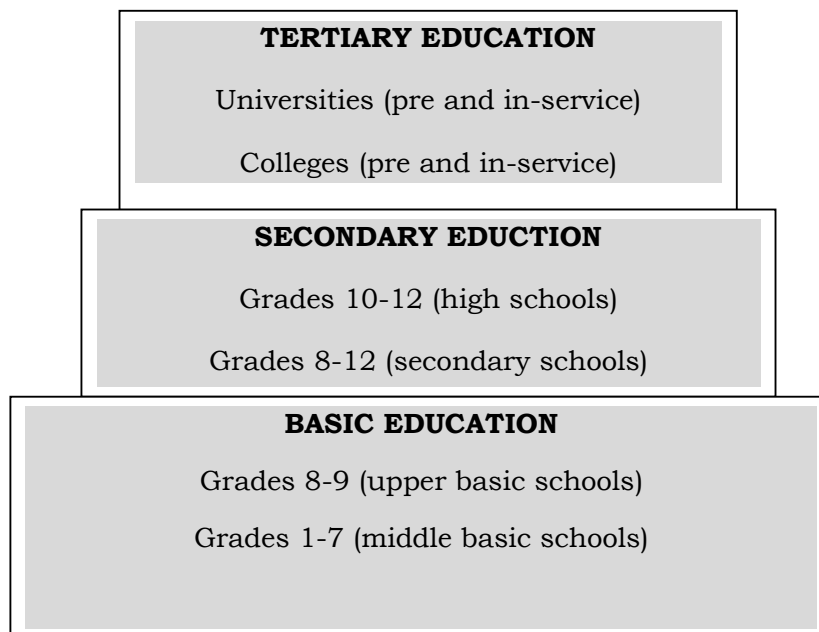 TERTIARY EDUCATION
Universities (pre and in-service)
Colleges (pre and in-service)
SECONDARY EDUCTION
Grades 10-12 (high schools)
Grades 8-12 (secondary schools)
BASIC EDUCATION
Grades 8-9 (upper basic schools)
Grades 1-7 (middle basic schools)